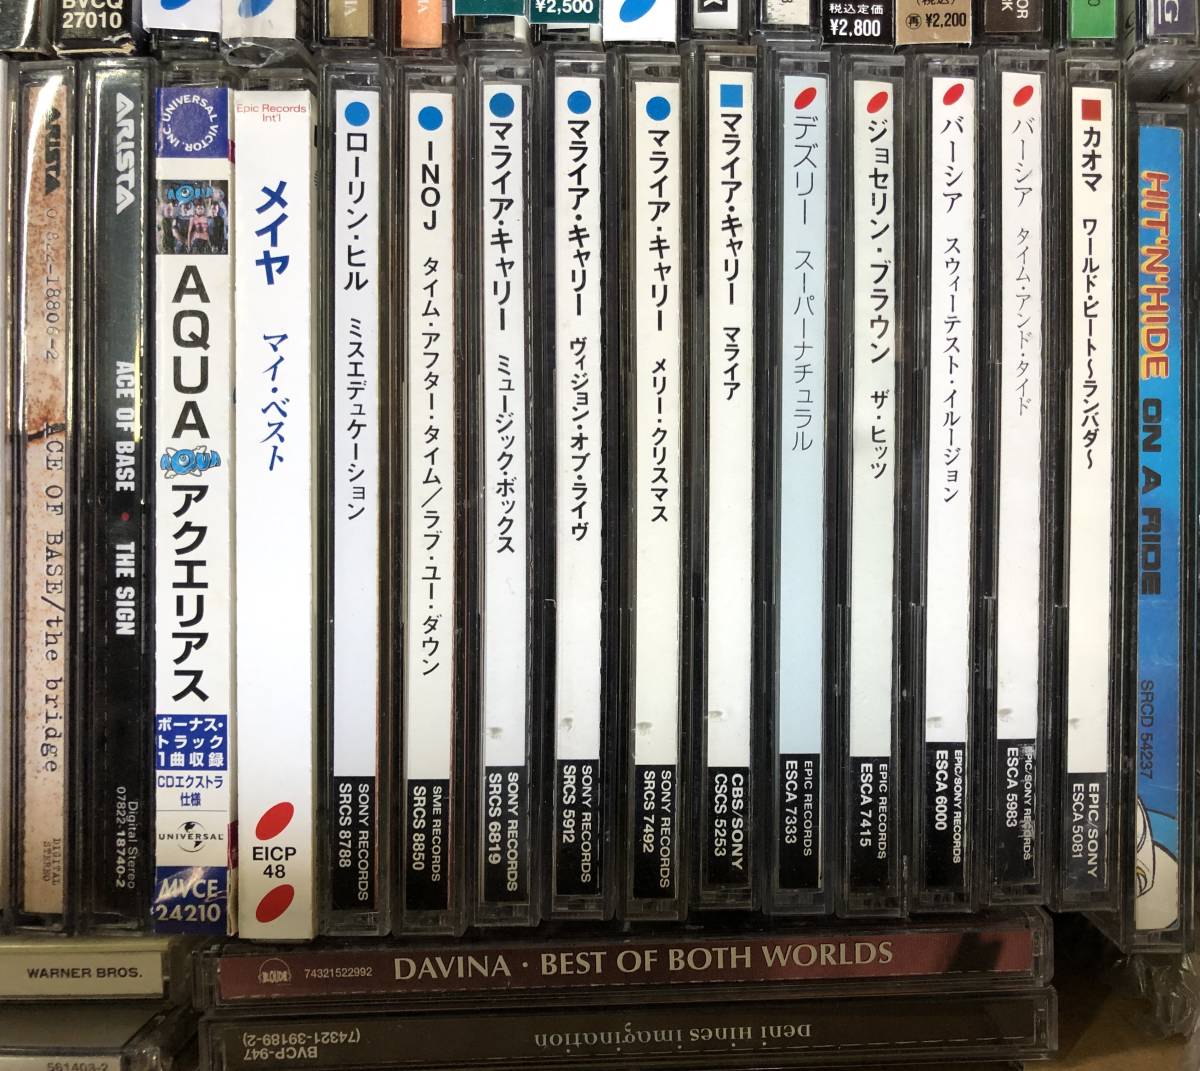 BVCQ
27010
¥2,500
税込定価
¥2,800
(税込)
再 ¥2,200
ARISTA
07822-18806-2
ACE OF BASE/the bridge
DIGITAL
STEREO
ARISTA
ACE OF BASE • THE SIGN
Digital Stereo
07822-18740-2
UNIVERSAL VICTOR, INC.
AQUA
AQUA
AQUA
アクエリアス
ボーナス・
トラック
1曲収録
CDエクストラ
仕様
UNIVERSAL
MVCE
24210
Epic Records
Int'l
メイヤ マイ・ベスト
EICP
48
ローリン・ヒル ミスエデュケーション
SONY RECORDS
SRCS 8788
INOJ タイム・アフター・タイム/ラブ・ユー・ダウン
SME RECORDS
SRCS 8850
マライア・キャリー ミュージック・ボックス
SONY RECORDS
SRCS 6819
マライア・キャリー ヴィジョン・オブ・ライヴ
SONY RECORDS
SRCS 5912
マライア・キャリー メリー・クリスマス
SONY RECORDS
SRCS 7492
マライア・キャリー マライア
CBS/SONY
CSCS 5253
デズリー スーパーナチュラル
EPIC RECORDS
ESCA 7333
ジョセリン・ブラウン ザ・ヒッツ
EPIC RECORDS
ESCA 7415
バーシア スウィーテスト・イルージョン
EPIC/SONY RECORDS
ESCA 6000
バーシア タイム・アンド・タイド
EPIC/SONY RECORDS
ESCA 5983
カオマ ワールド・ビート〜ランバダ〜
EPIC/SONY
ESCA 5081
HIT'N'HIDE ON A RIDE
SRCD 54237
WARNER BROS.
74321522992
DAVINA · BEST OF BOTH WORLDS
Deni Hines imagination
BVCP-947
(74321-39189-2)
561403-2